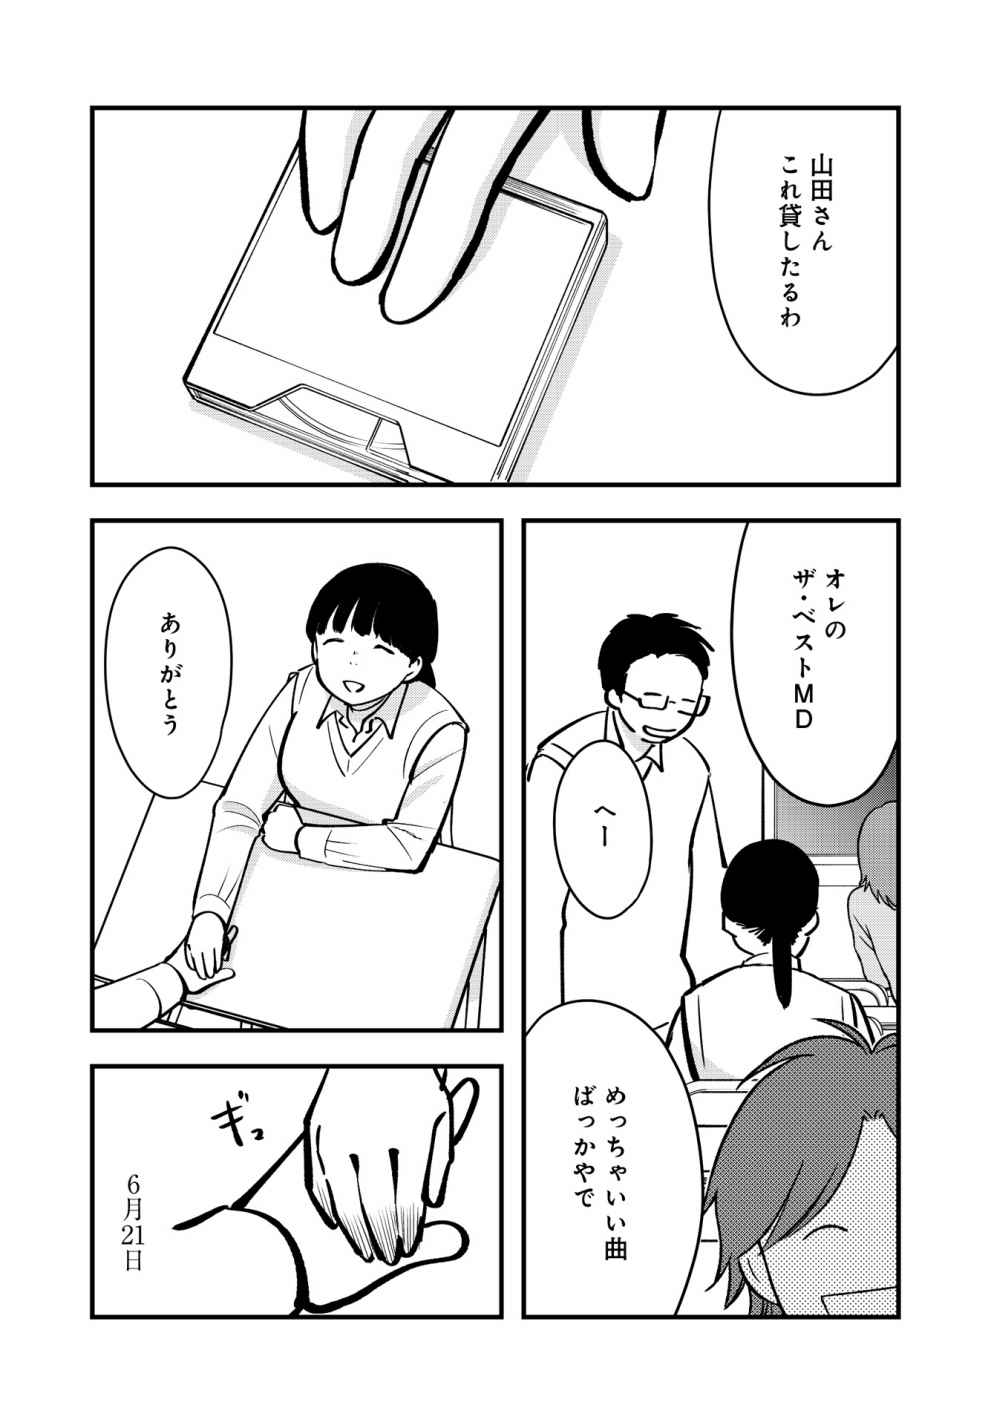 山田さん
これ貸したるわ
オレの
ザ・ベストMD
へー
めっちゃいい曲
ばっかやで
ありがとう
ギュ
6月21日